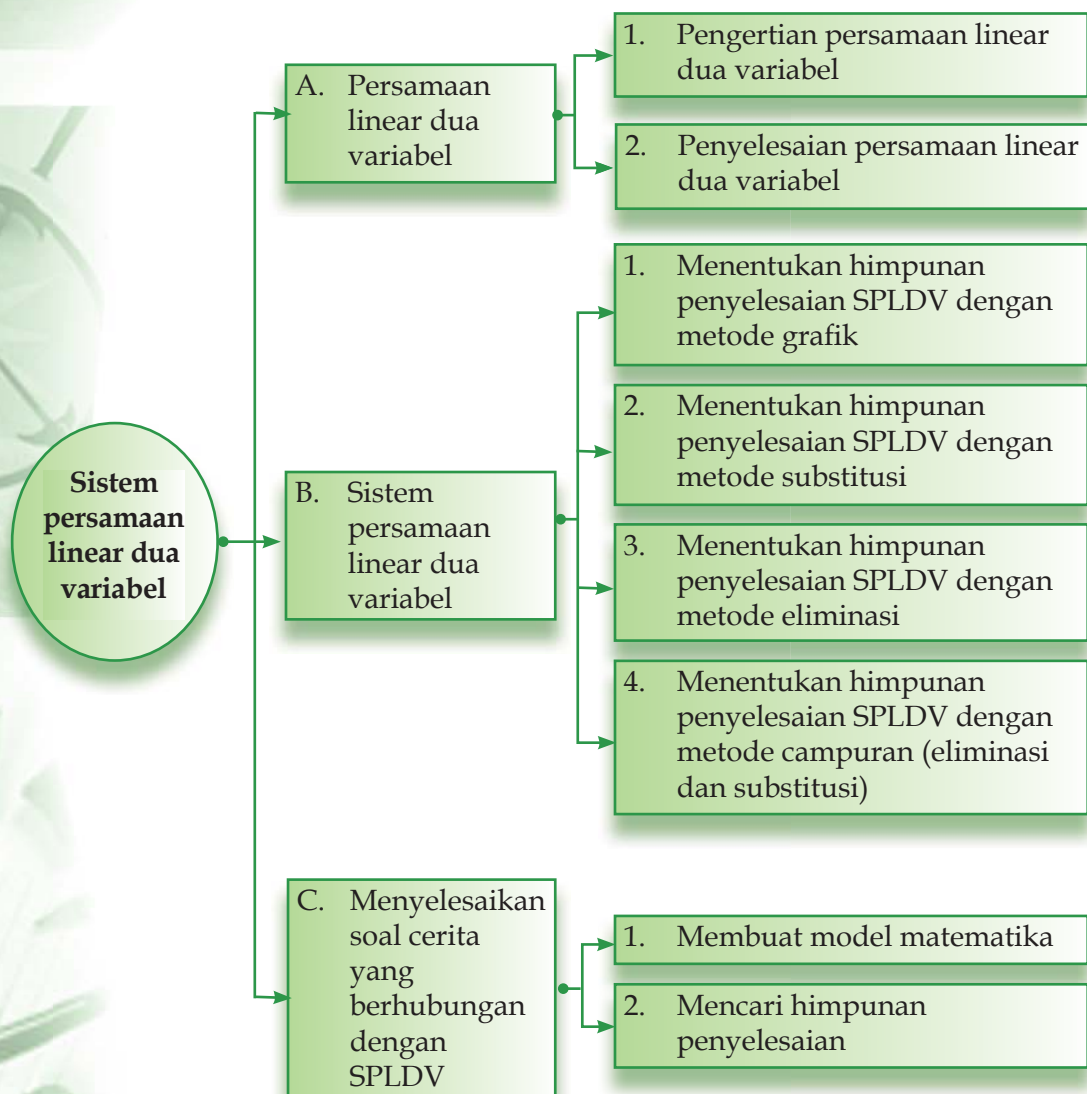 Sistem
persamaan
linear dua
variabel
A. Persamaan
linear dua
variabel
1. Pengertian persamaan linear
dua variabel
2. Penyelesaian persamaan linear
dua variabel
B. Sistem
persamaan
linear dua
variabel
1. Menentukan himpunan
penyelesaian SPLDV dengan
metode grafik
2. Menentukan himpunan
penyelesaian SPLDV dengan
metode substitusi
3. Menentukan himpunan
penyelesaian SPLDV dengan
metode eliminasi
4. Menentukan himpunan
penyelesaian SPLDV dengan
metode campuran (eliminasi
dan substitusi)
C. Menyelesaikan
soal cerita
yang
berhubungan
dengan
SPLDV
1. Membuat model matematika
2. Mencari himpunan
penyelesaian